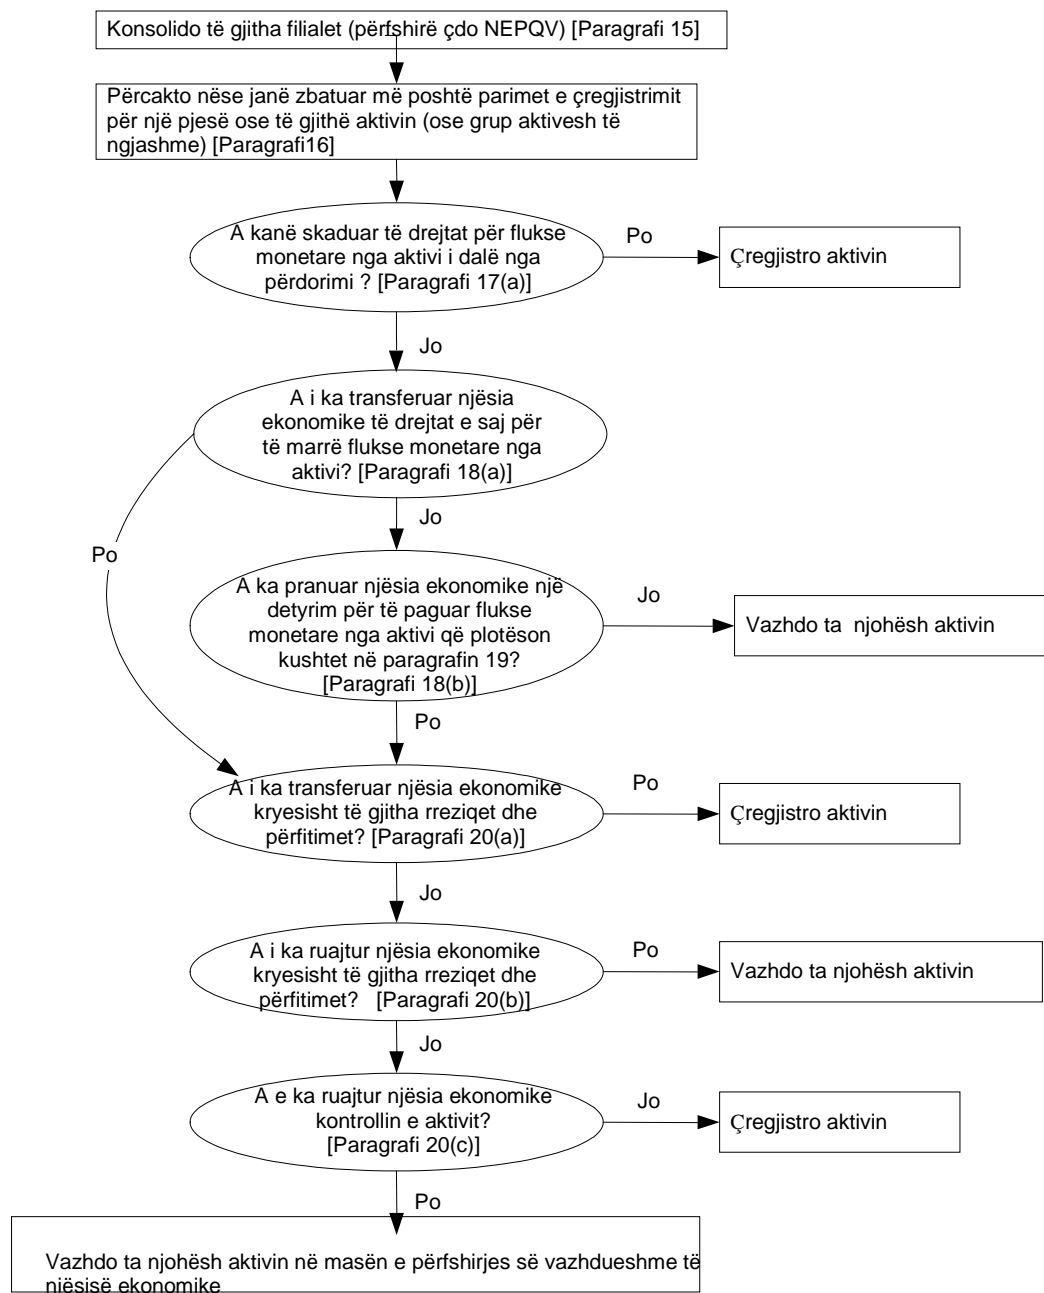 Konsolido të gjitha filialet (përfshirë çdo NEPQV) [Paragrafi 15]
Përcakto nëse janë zbatuar më poshtë parimet e çregjistrimit
për një pjesë ose të gjithë aktivin (ose grup aktivesh të
ngjashme) [Paragrafi16]
A kanë skaduar të drejtat për flukse
monetare nga aktivi i dalë nga
përdorimi ? [Paragrafi 17(a)]
Po
Çregjistro aktivin
Jo
A i ka transferuar njësia
ekonomike të drejtat e saj për
të marrë flukse monetare nga
aktivi? [Paragrafi 18(a)]
Jo
Po
A ka pranuar njësia ekonomike një
detyrim për të paguar flukse
monetare nga aktivi që plotëson
kushtet në paragrafin 19?
[Paragrafi 18(b)]
Jo
Vazhdo ta njohësh aktivin
Po
A i ka transferuar njësia ekonomike
kryesisht të gjitha rreziqet dhe
përfitimet? [Paragrafi 20(a)]
Po
Çregjistro aktivin
Jo
A i ka ruajtur njësia ekonomike
kryesisht të gjitha rreziqet dhe
përfitimet? [Paragrafi 20(b)]
Po
Vazhdo ta njohësh aktivin
Jo
A e ka ruajtur njësia ekonomike
kontrollin e aktivit?
[Paragrafi 20(c)]
Jo
Çregjistro aktivin
Po
Vazhdo ta njohësh aktivin në masën e përfshirjes së vazhdueshme të
njësisë ekonomike